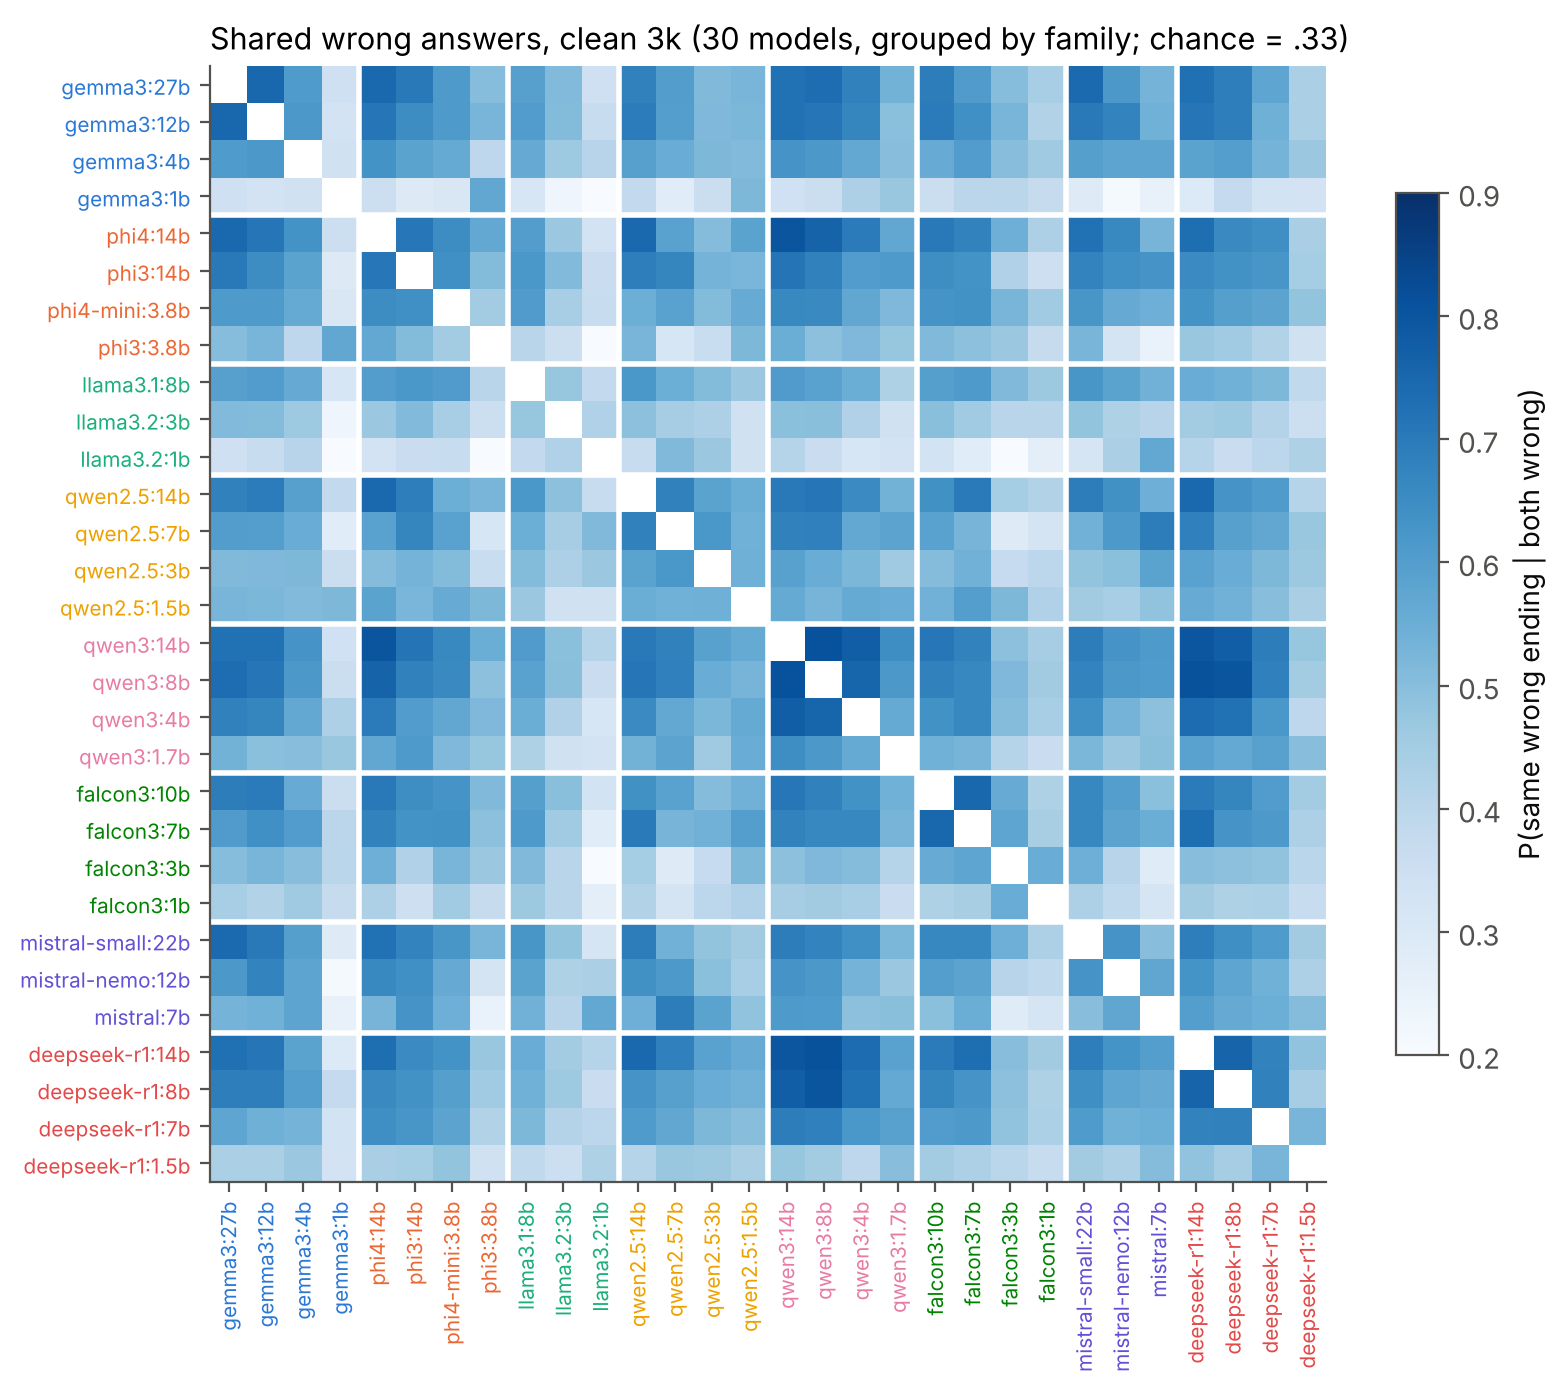 Shared wrong answers, clean 3k (30 models, grouped by family; chance = .33)
gemma3:27b
gemma3:12b
gemma3:4b
gemma3:1b
phi4:14b
phi3:14b
phi4-mini:3.8b
phi3:3.8b
llama3.1:8b
llama3.2:3b
llama3.2:1b
qwen2.5:14b
qwen2.5:7b
qwen2.5:3b
qwen2.5:1.5b
qwen3:14b
qwen3:8b
qwen3:4b
qwen3:1.7b
falcon3:10b
falcon3:7b
falcon3:3b
falcon3:1b
mistral-small:22b
mistral-nemo:12b
mistral:7b
deepseek-r1:14b
deepseek-r1:8b
deepseek-r1:7b
deepseek-r1:1.5b
gemma3:27b
gemma3:12b
gemma3:4b
gemma3:1b
phi4:14b
phi3:14b
phi4-mini:3.8b
phi3:3.8b
llama3.1:8b
llama3.2:3b
llama3.2:1b
qwen2.5:14b
qwen2.5:7b
qwen2.5:3b
qwen2.5:1.5b
qwen3:14b
qwen3:8b
qwen3:4b
qwen3:1.7b
falcon3:10b
falcon3:7b
falcon3:3b
falcon3:1b
mistral-small:22b
mistral-nemo:12b
mistral:7b
deepseek-r1:14b
deepseek-r1:8b
deepseek-r1:7b
deepseek-r1:1.5b
0.9
0.8
0.7
0.6
0.5
0.4
0.3
0.2
P(same wrong ending | both wrong)